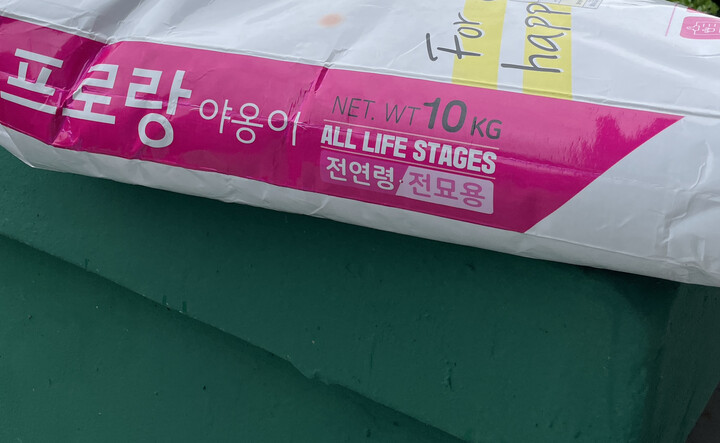 For
happ
프로랑 야옹이
NET. WT 10 KG
ALL LIFE STAGES
전연령·전묘용